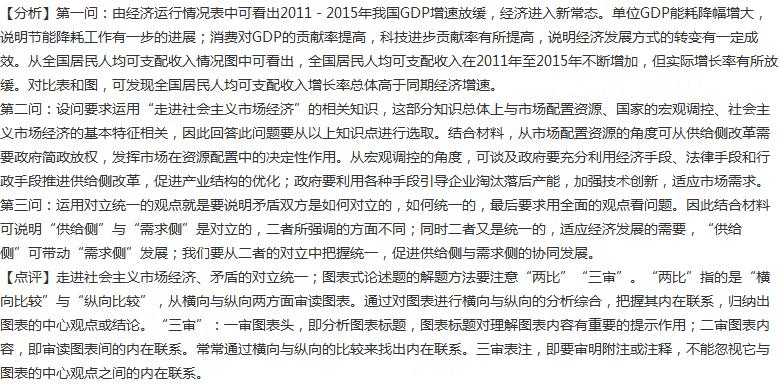 【分析】第一问：由经济运行情况表中可看出2011－2015年我国GDP增速放缓，经济进入新常态。单位GDP能耗降幅增大，
说明节能降耗工作有一步的进展；消费对GDP的贡献率提高，科技进步贡献率有所提高，说明经济发展方式的转变有一定成
效。从全国居民人均可支配收入情况图中可看出，全国居民人均可支配收入在2011年至2015年不断增加，但实际增长率有所放
缓。对比表和图，可发现全国居民人均可支配收入增长率总体高于同期经济增速。
第二问：设问要求运用“走进社会主义市场经济”的相关知识，这部分知识总体上与市场配置资源、国家的宏观调控、社会主
义市场经济的基本特征相关，因此回答此问题要从以上知识点进行选取。结合材料，从市场配置资源的角度可从供给侧改革需
要政府简政放权，发挥市场在资源配置中的决定性作用。从宏观调控的角度，可谈及政府要充分利用经济手段、法律手段和行
政手段推进供给侧改革，促进产业结构的优化；政府要利用各种手段引导企业淘汰落后产能，加强技术创新，适应市场需求。
第三问：运用对立统一的观点就是要说明矛盾双方是如何对立的，如何统一的，最后要求用全面的观点看问题。因此结合材料
可说明“供给侧”与“需求侧”是对立的，二者所强调的方面不同；同时二者又是统一的，适应经济发展的需要，“供给
侧”可带动“需求侧”发展；我们要从二者的对立中把握统一，促进供给侧与需求侧的协同发展。
【点评】走进社会主义市场经济、矛盾的对立统一；图表式论述题的解题方法要注意“两比”“三审”。“两比”指的是“横
向比较”与“纵向比较”，从横向与纵向两方面审读图表。通过对图表进行横向与纵向的分析综合，把握其内在联系，归纳出
图表的中心观点或结论。“三审”：一审图表头，即分析图表标题，图表标题对理解图表内容有重要的提示作用；二审图表内
容，即审读图表间的内在联系。常常通过横向与纵向的比较来找出内在联系。三审表注，即要审明附注或注释，不能忽视它与
图表的中心观点之间的内在联系。